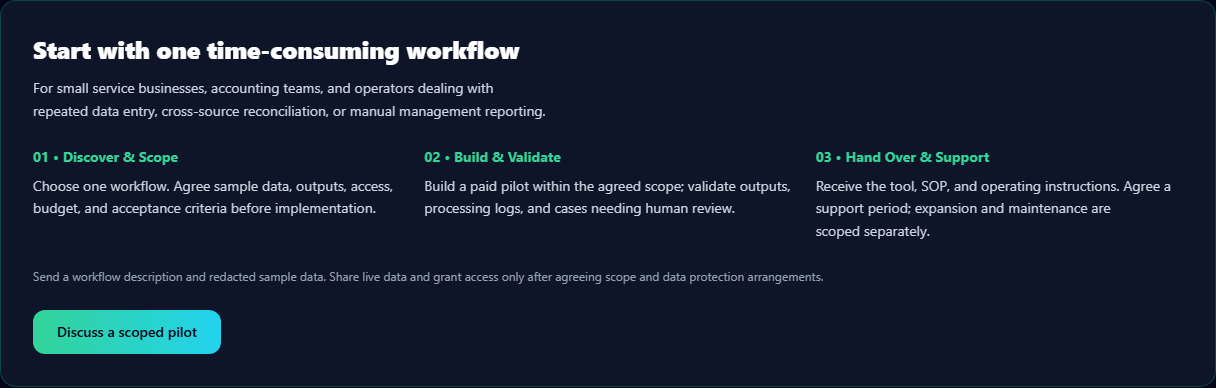 Start with one time-consuming workflow
For small service businesses, accounting teams, and operators dealing with
repeated data entry, cross-source reconciliation, or manual management reporting.
01 • Discover & Scope
Choose one workflow. Agree sample data, outputs, access,
budget, and acceptance criteria before implementation.
02 • Build & Validate
Build a paid pilot within the agreed scope; validate outputs,
processing logs, and cases needing human review.
03 • Hand Over & Support
Receive the tool, SOP, and operating instructions. Agree a
support period; expansion and maintenance are
scoped separately.
Send a workflow description and redacted sample data. Share live data and grant access only after agreeing scope and data protection arrangements.
Discuss a scoped pilot